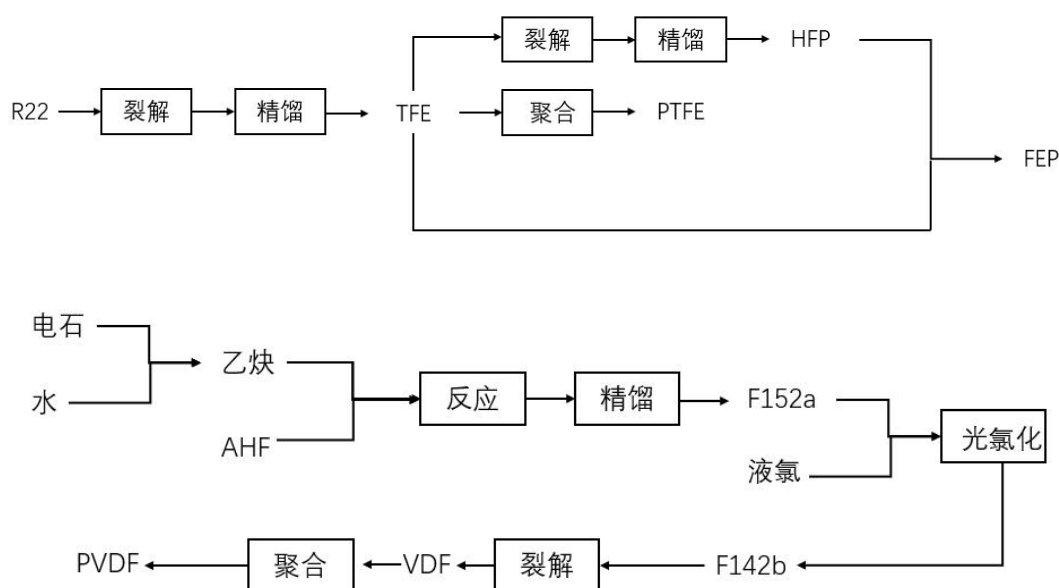 裂解
精馏
HFP
R22
裂解
精馏
TFE
聚合
PTFE
FEP
电石
水
乙炔
AHF
反应
精馏
F152a
液氯
光氯化
PVDF
聚合
VDF
裂解
F142b